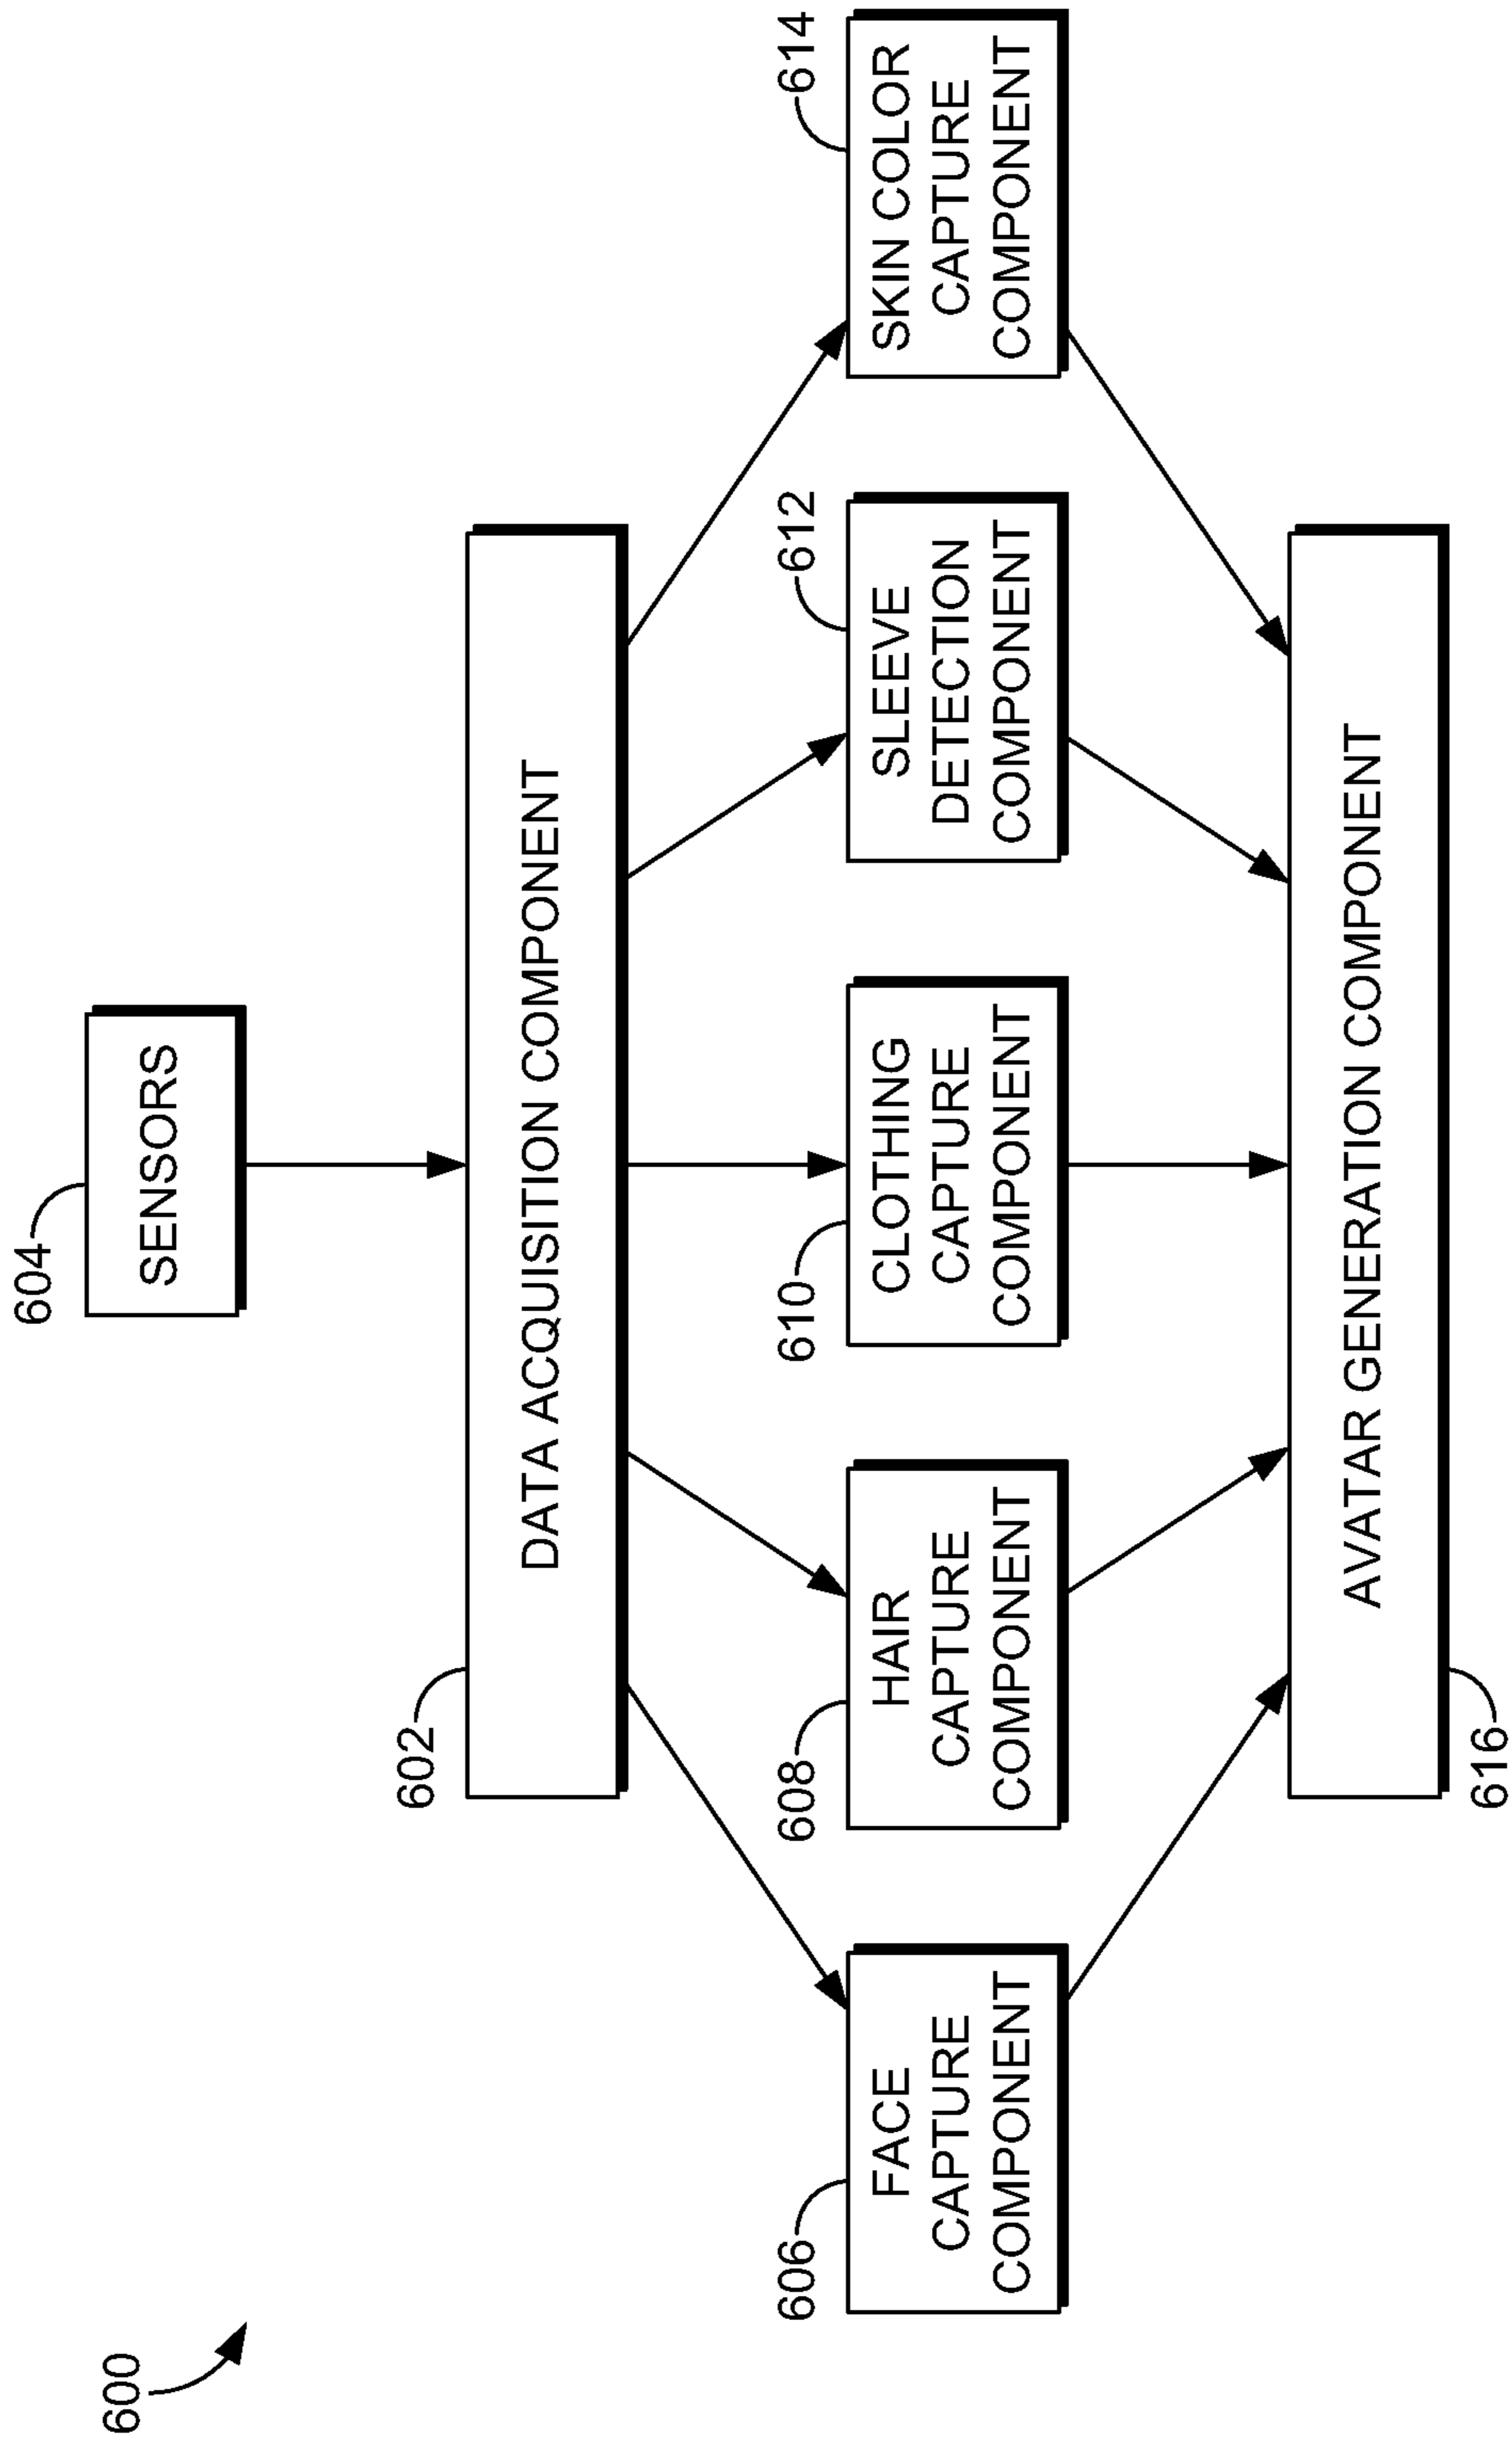 600
604
SENSORS
602
DATA ACQUISITION COMPONENT
606
FACE
CAPTURE
COMPONENT
608
HAIR
CAPTURE
COMPONENT
610
CLOTHING
CAPTURE
COMPONENT
612
SLEEVE
DETECTION
COMPONENT
614
SKIN COLOR
CAPTURE
COMPONENT
AVATAR GENERATION COMPONENT
616